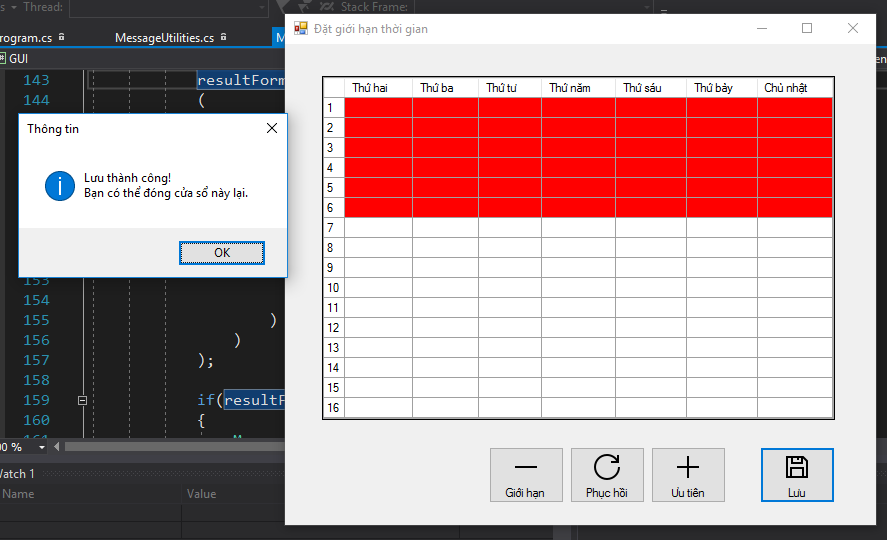 Thread:
Stack Frame:
rogram.cs
MessageUtilities.cs
GUI
143
resultForm
144
(
Thông tin
Lưu thành công!
Bạn có thể đóng cửa sổ này lại.
OK
153
154
155
)
156
)
157
);
158
159
if(resultF
160
{
161
00 %
Watch 1
Name
Value
Đặt giới hạn thời gian
Thứ hai
Thứ ba
Thứ tư
Thứ năm
Thứ sáu
Thứ bảy
Chủ nhật
1
2
3
4
5
6
7
8
9
10
11
12
13
14
15
16
Giới hạn
Phục hồi
Ưu tiên
Lưu